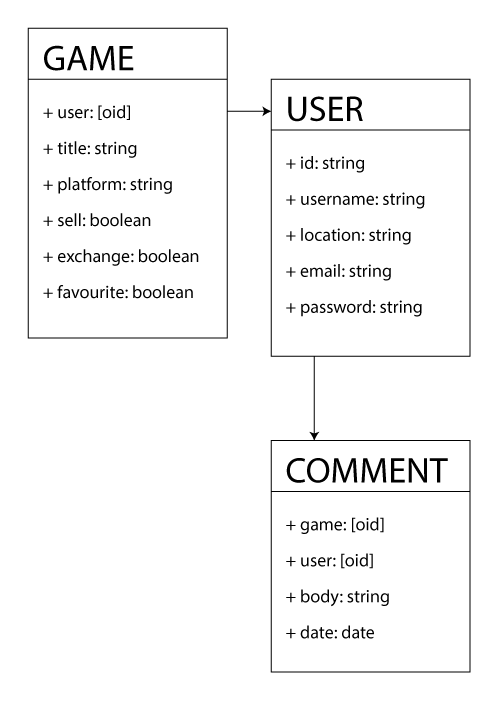 GAME
+ user: [oid]
+ title: string
+ platform: string
+ sell: boolean
+ exchange: boolean
+ favourite: boolean
USER
+ id: string
+ username: string
+ location: string
+ email: string
+ password: string
COMMENT
+ game: [oid]
+ user: [oid]
+ body: string
+ date: date